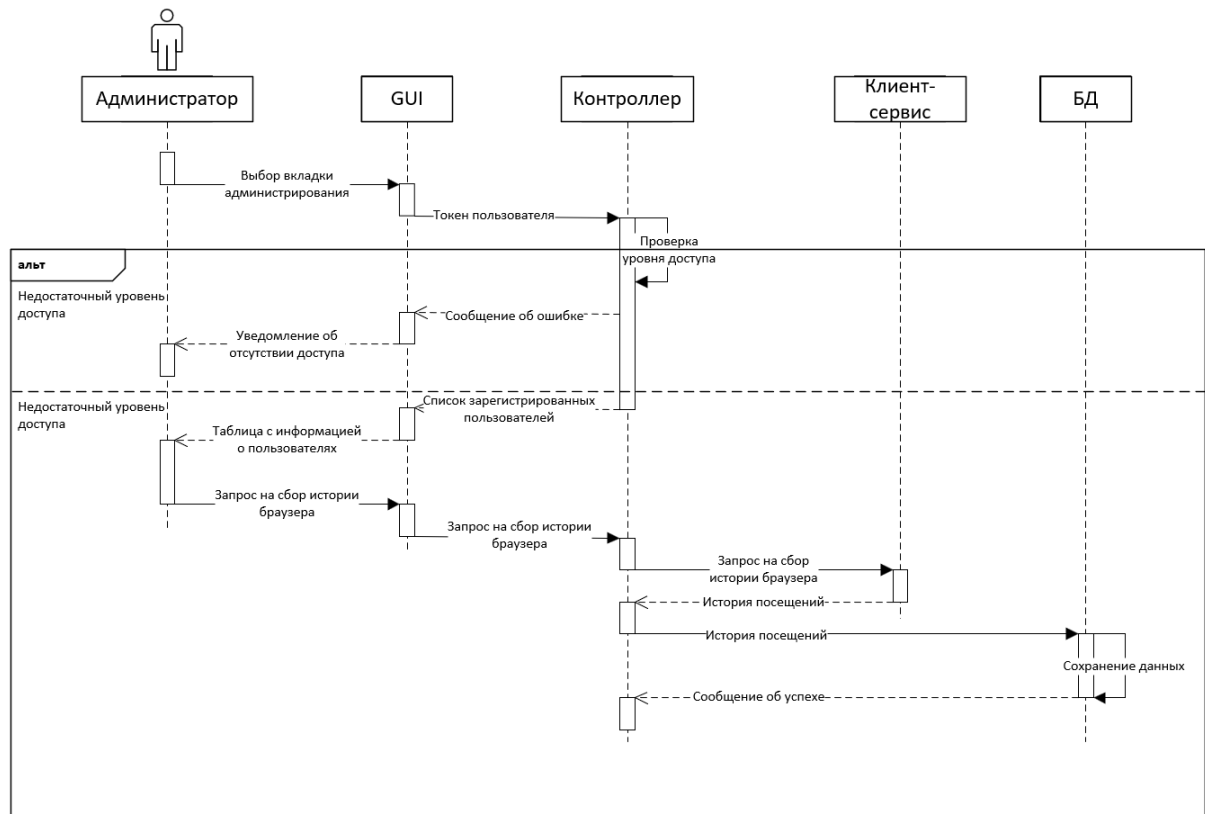 Администратор
GUI
Контроллер
Клиент-
сервис
БД
Выбор вкладки
администрирования
Токен пользователя
Проверка
уровня доступа
альт
Недостаточный уровень
доступа
Сообщение об ошибке
Уведомление об
отсутствии доступа
Недостаточный уровень
доступа
Список зарегистрированных
пользователей
Таблица с информацией
о пользователях
Запрос на сбор истории
браузера
Запрос на сбор истории
браузера
Запрос на сбор
истории браузера
История посещений
История посещений
Сохранение данных
Сообщение об успехе